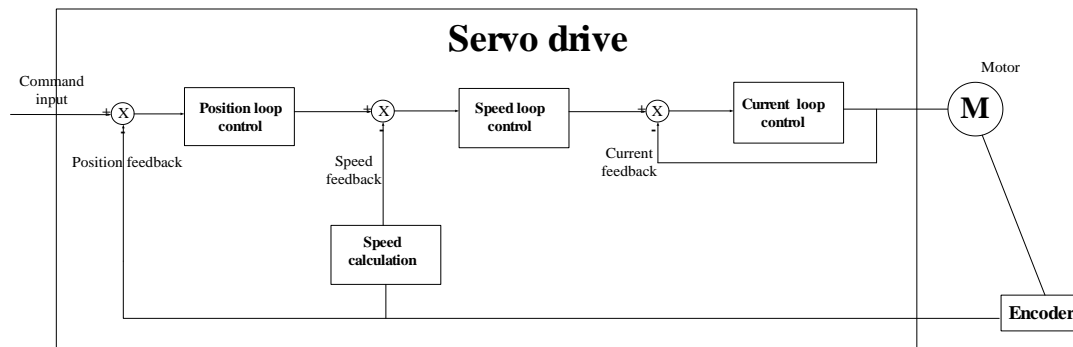 Servo drive
Command
input
+
X
-
Position feedback
Position loop
control
+
X
-
Speed
feedback
Speed
calculation
Speed loop
control
+
X
-
Current
feedback
Current loop
control
Motor
M
Encoder